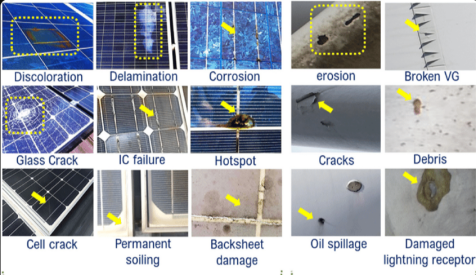 Discoloration Delamination Corrosion erosion Broken VG
Glass Crack IC failure Hotspot Cracks Debris
Cell crack Permanent soiling Backsheet damage Oil spillage Damaged lightning receptor